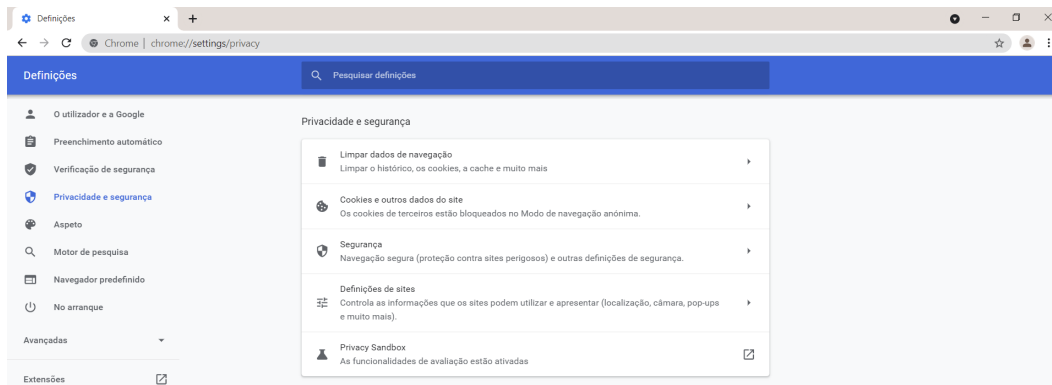 Definições
Chrome | chrome://settings/privacy
Definições
Pesquisar definições
O utilizador e a Google
Preenchimento automático
Verificação de segurança
Privacidade e segurança
Aspeto
Motor de pesquisa
Navegador predefinido
No arranque
Avançadas
Extensões
Privacidade e segurança
Limpar dados de navegação
Limpar o histórico, os cookies, a cache e muito mais
Cookies e outros dados do site
Os cookies de terceiros estão bloqueados no Modo de navegação anónima.
Segurança
Navegação segura (proteção contra sites perigosos) e outras definições de segurança.
Definições de sites
Controla as informações que os sites podem utilizar e apresentar (localização, câmara, pop-ups
e muito mais).
Privacy Sandbox
As funcionalidades de avaliação estão ativadas